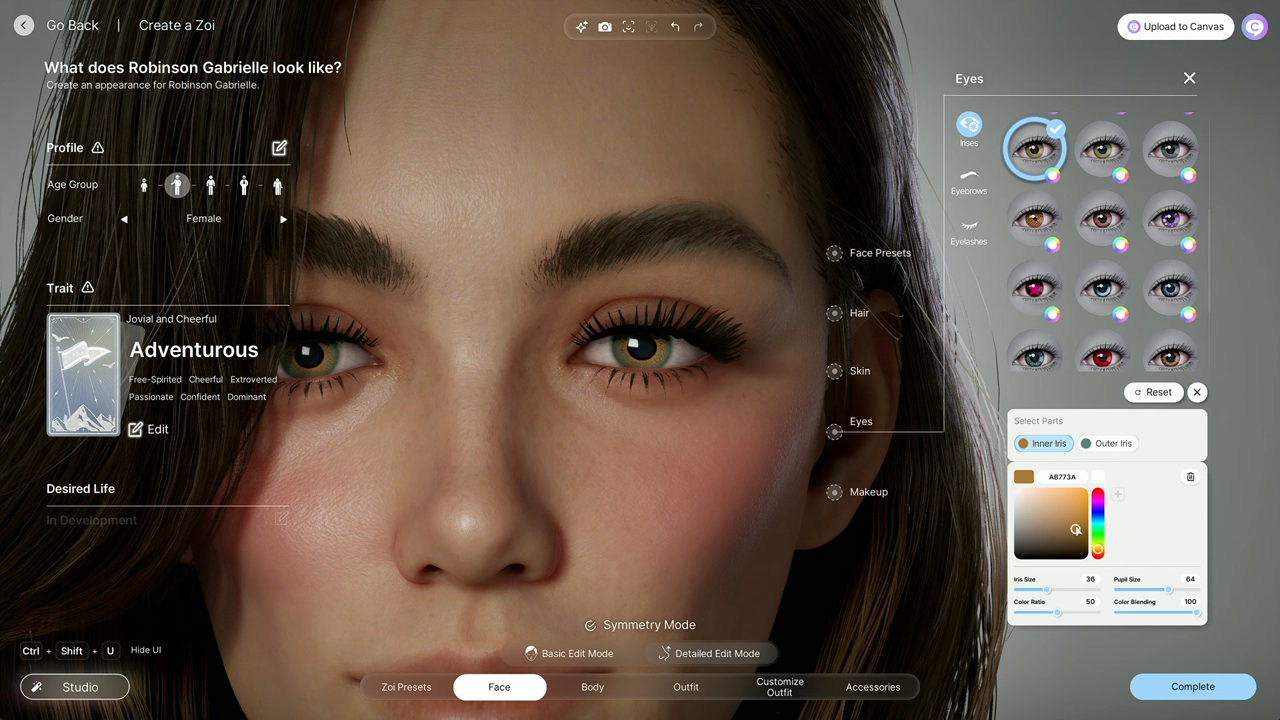 Go Back | Create a Zoi
Upload to Canvas
What does Robinson Gabrielle look like?
Create an appearance for Robinson Gabrielle.
Profile
Age Group
Gender Female
Trait
Jovial and Cheerful
Adventurous
Free-Spirited Cheerful Extroverted
Passionate Confident Dominant
Edit
Desired Life
In Development
Ctrl + Shift + U Hide UI
Studio
Face Presets
Hair
Skin
Eyes
Makeup
Eyes
Irises
Eyebrows
Eyelashes
Reset
Select Parts
Inner Iris Outer Iris
AB773A
Iris Size 36 Pupil Size 64
Color Ratio 50 Color Blending 100
Symmetry Mode
Basic Edit Mode Detailed Edit Mode
Zoi Presets Face Body Outfit Customize Outfit Accessories
Complete